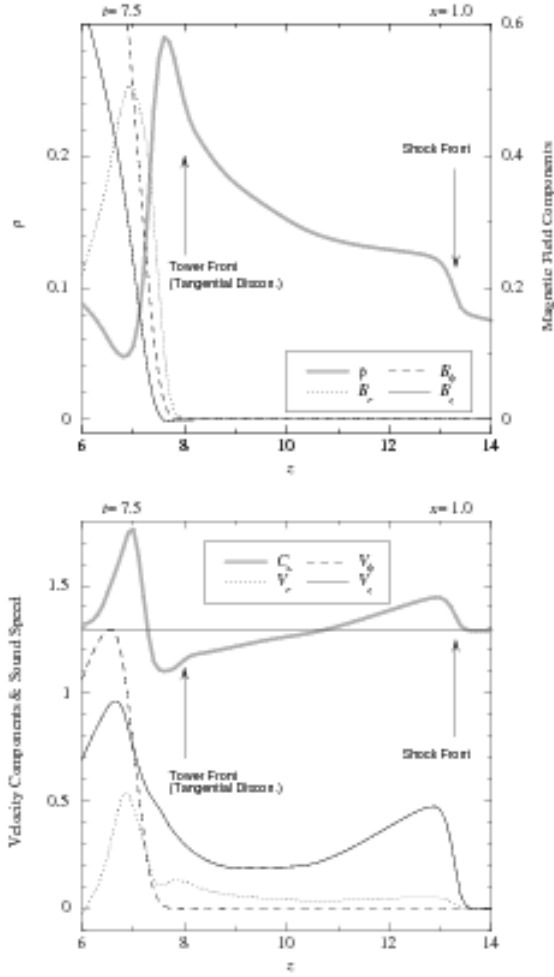 t= 7.5 x= 1.0
0.6
0.2 0.4
0.1 0.2
0 0
ρ
Magnetic Field Components
Shock Front
Tower Front
(Tangential Discon.)
ρ B_φ
B_r B_z
6 8 10 12 14
z
t= 7.5 x= 1.0
1.5
1
0.5
0
Velocity Components & Sound Speed
C_s V_φ
V_r V_z
Tower Front
(Tangential Discon.)
Shock Front
6 8 10 12 14
z